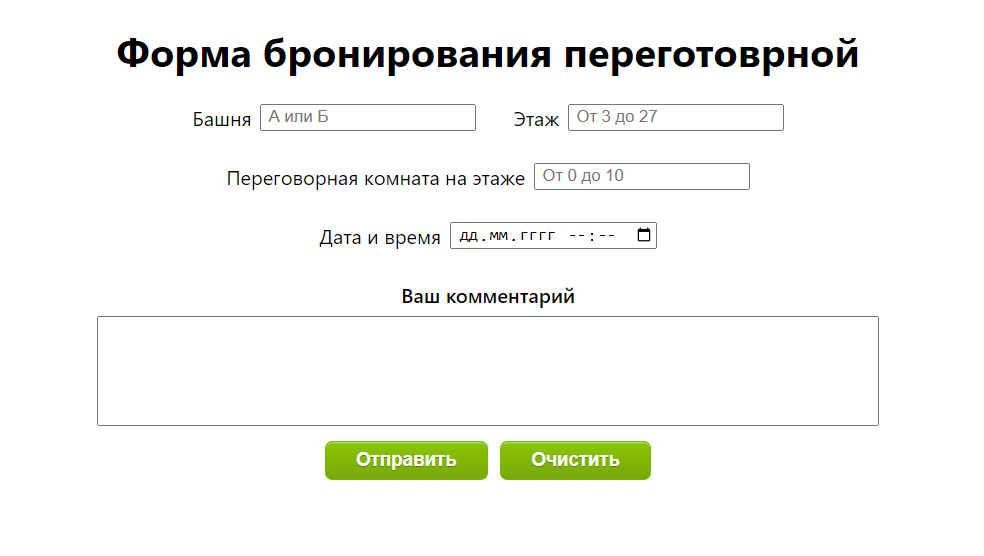 Форма бронирования переготоврной
Башня А или Б Этаж От 3 до 27
Переговорная комната на этаже От 0 до 10
Дата и время дд.мм.гггг --:--
Ваш комментарий
Отправить Очистить